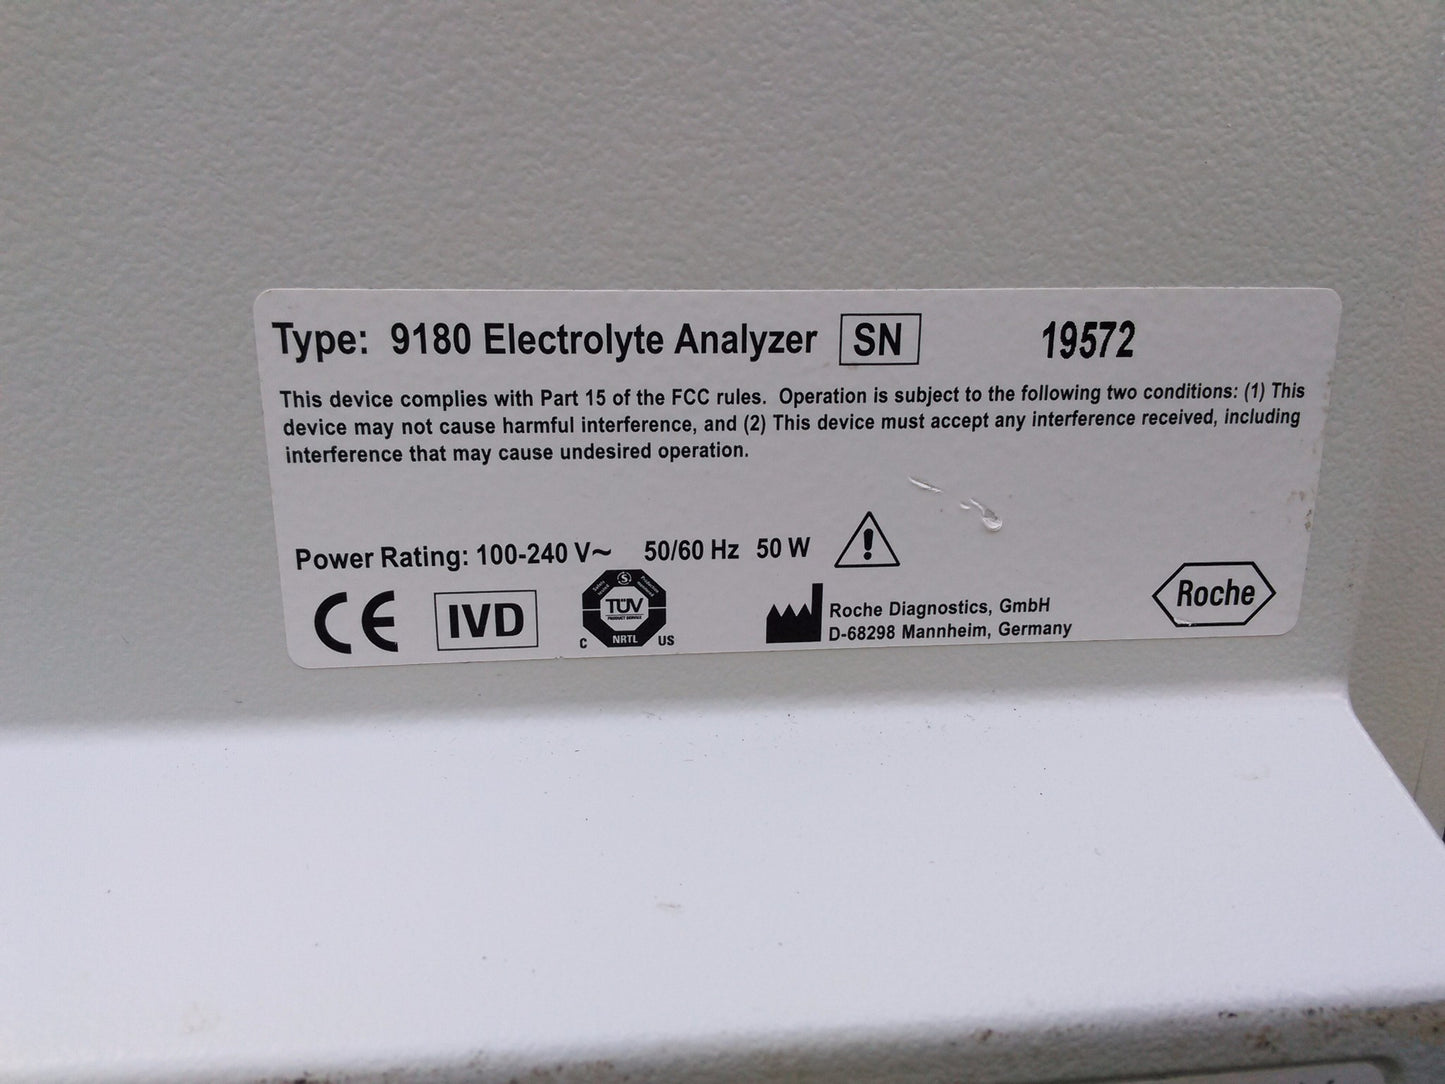 Type: 9180 Electrolyte Analyzer SN 19572
This device complies with Part 15 of the FCC rules. Operation is subject to the following two conditions: (1) This
device may not cause harmful interference, and (2) This device must accept any interference received, including
interference that may cause undesired operation.
Power Rating: 100-240 V~ 50/60 Hz 50 W
CE IVD
TÜV
PRODUCT SERVICE
C NRTL US
Roche Diagnostics, GmbH
D-68298 Mannheim, Germany
Roche